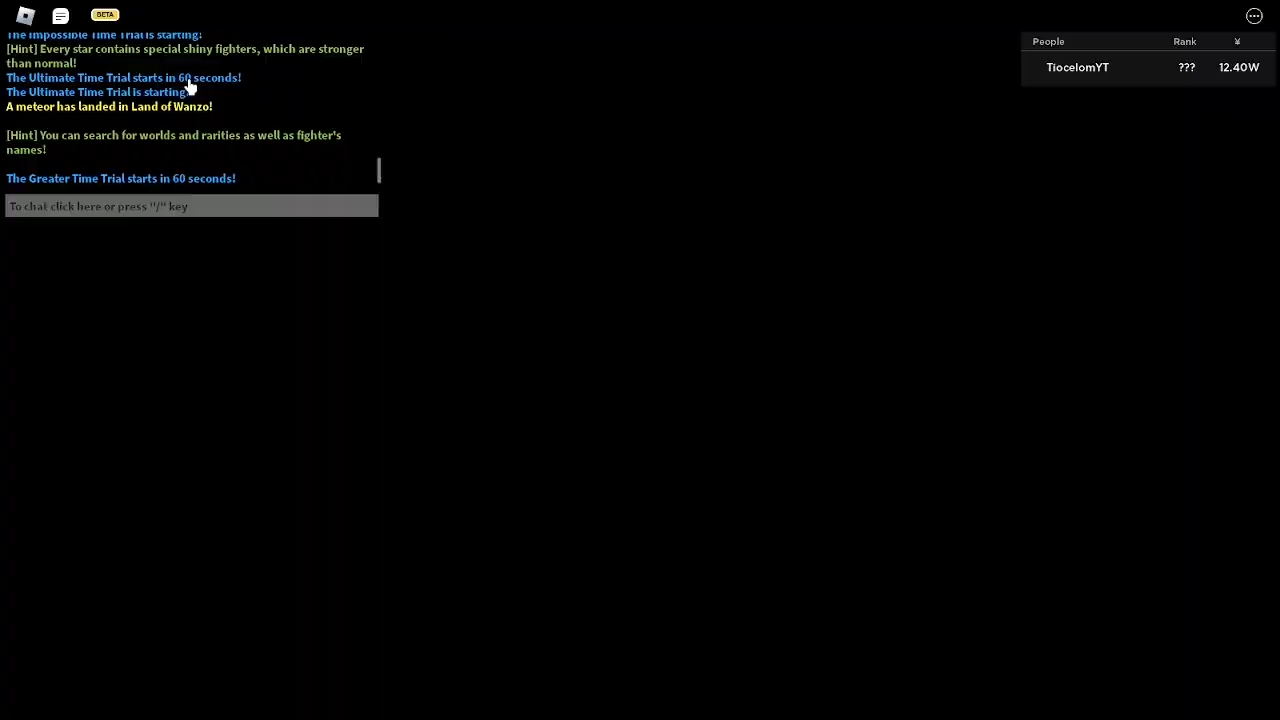 BETA
The Impossible Time Trial is starting!
[Hint] Every star contains special shiny fighters, which are stronger
than normal!
The Ultimate Time Trial starts in 60 seconds!
The Ultimate Time Trial is starting!
A meteor has landed in Land of Wanzo!
[Hint] You can search for worlds and rarities as well as fighter's
names!
The Greater Time Trial starts in 60 seconds!
To chat click here or press "/" key
People Rank ¥
TiocelomYT ??? 12.40W